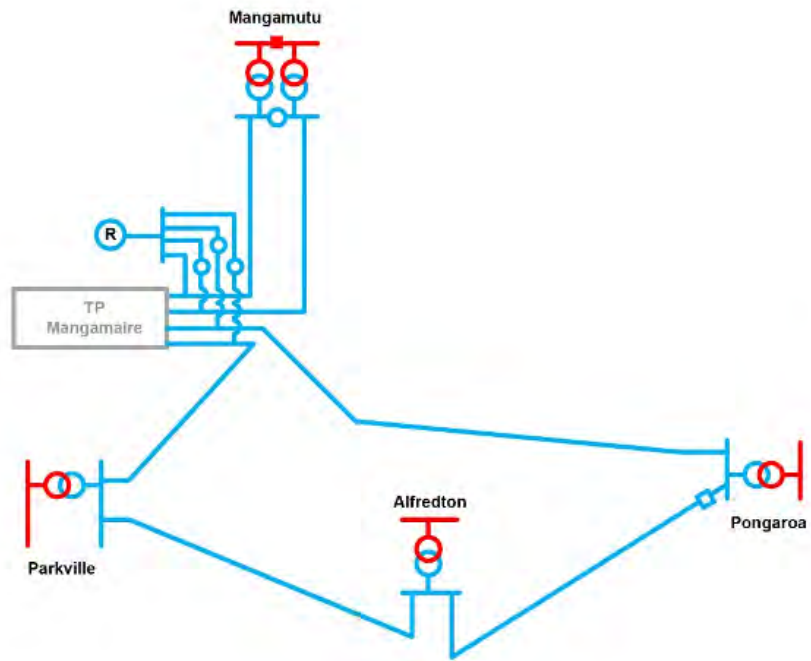 Mangamutu
R
TP
Mangamaire
Alfredton
Pongaroa
Parkville